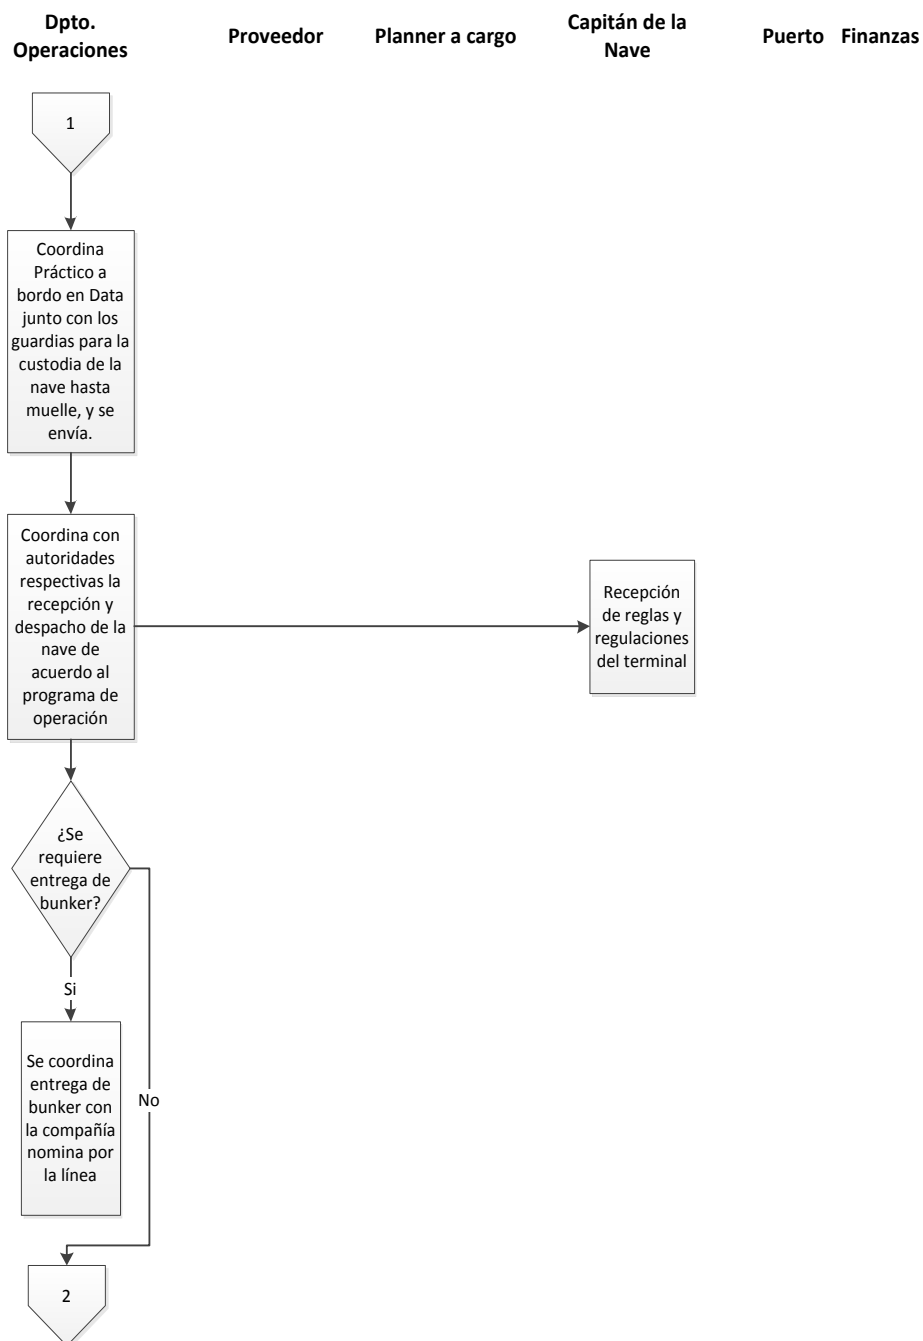 Dpto.
Operaciones
Proveedor
Planner a cargo
Capitán de la
Nave
Puerto
Finanzas
1
Coordina
Práctico a
bordo en Data
junto con los
guardias para la
custodia de la
nave hasta
muelle, y se
envía.
Coordina con
autoridades
respectivas la
recepción y
despacho de la
nave de
acuerdo al
programa de
operación
Recepción
de reglas y
regulaciones
del terminal
¿Se
requiere
entrega de
bunker?
Si
Se coordina
entrega de
bunker con
la compañía
nomina por
la línea
No
2